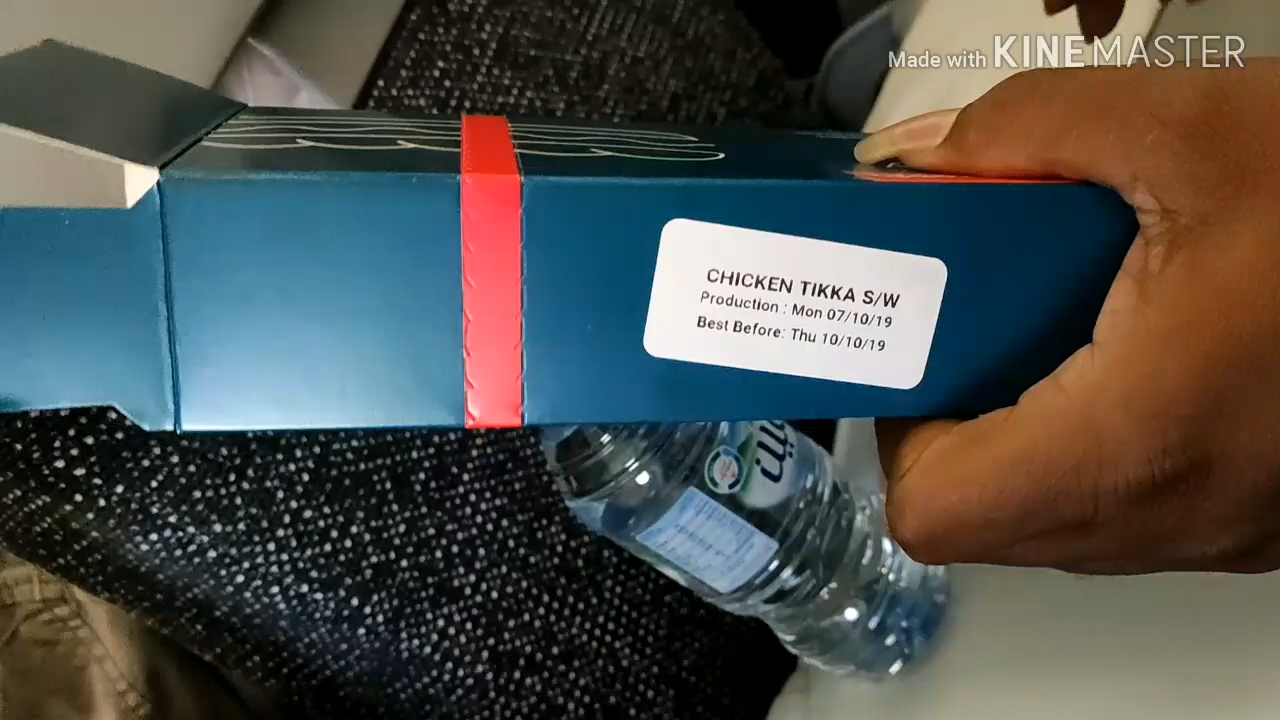 Made with KINEMASTER
CHICKEN TIKKA S/W
Production : Mon 07/10/19
Best Before: Thu 10/10/19